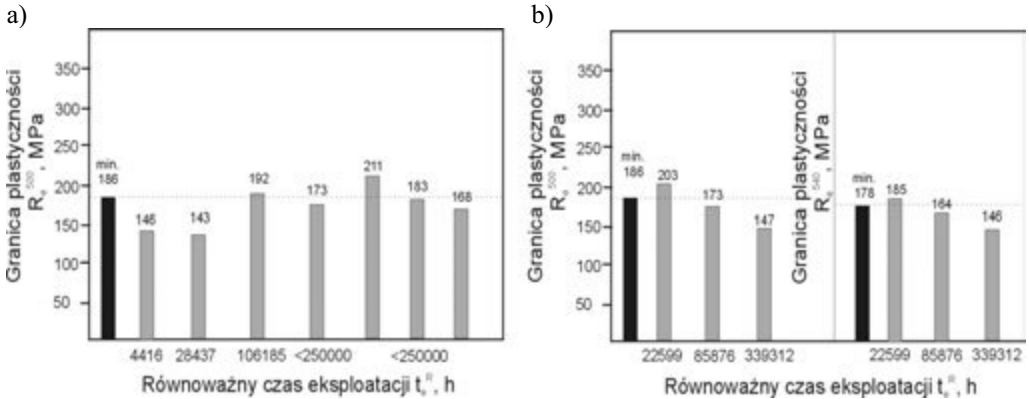 a)
Granica plastyczności
R_e^500, MPa
350
300
250
200
150
100
50
min.
186
146
143
192
173
211
183
168
4416 28437 106185 <250000 <250000
Równoważny czas eksploatacji t_e^R, h
b)
Granica plastyczności
R_e^500, MPa
350
300
250
200
150
100
50
min.
186
203
173
147
Granica plastyczności
R_e^540, MPa
min.
178
185
164
146
22599 85876 339312 22599 85876 339312
Równoważny czas eksploatacji t_e^R, h